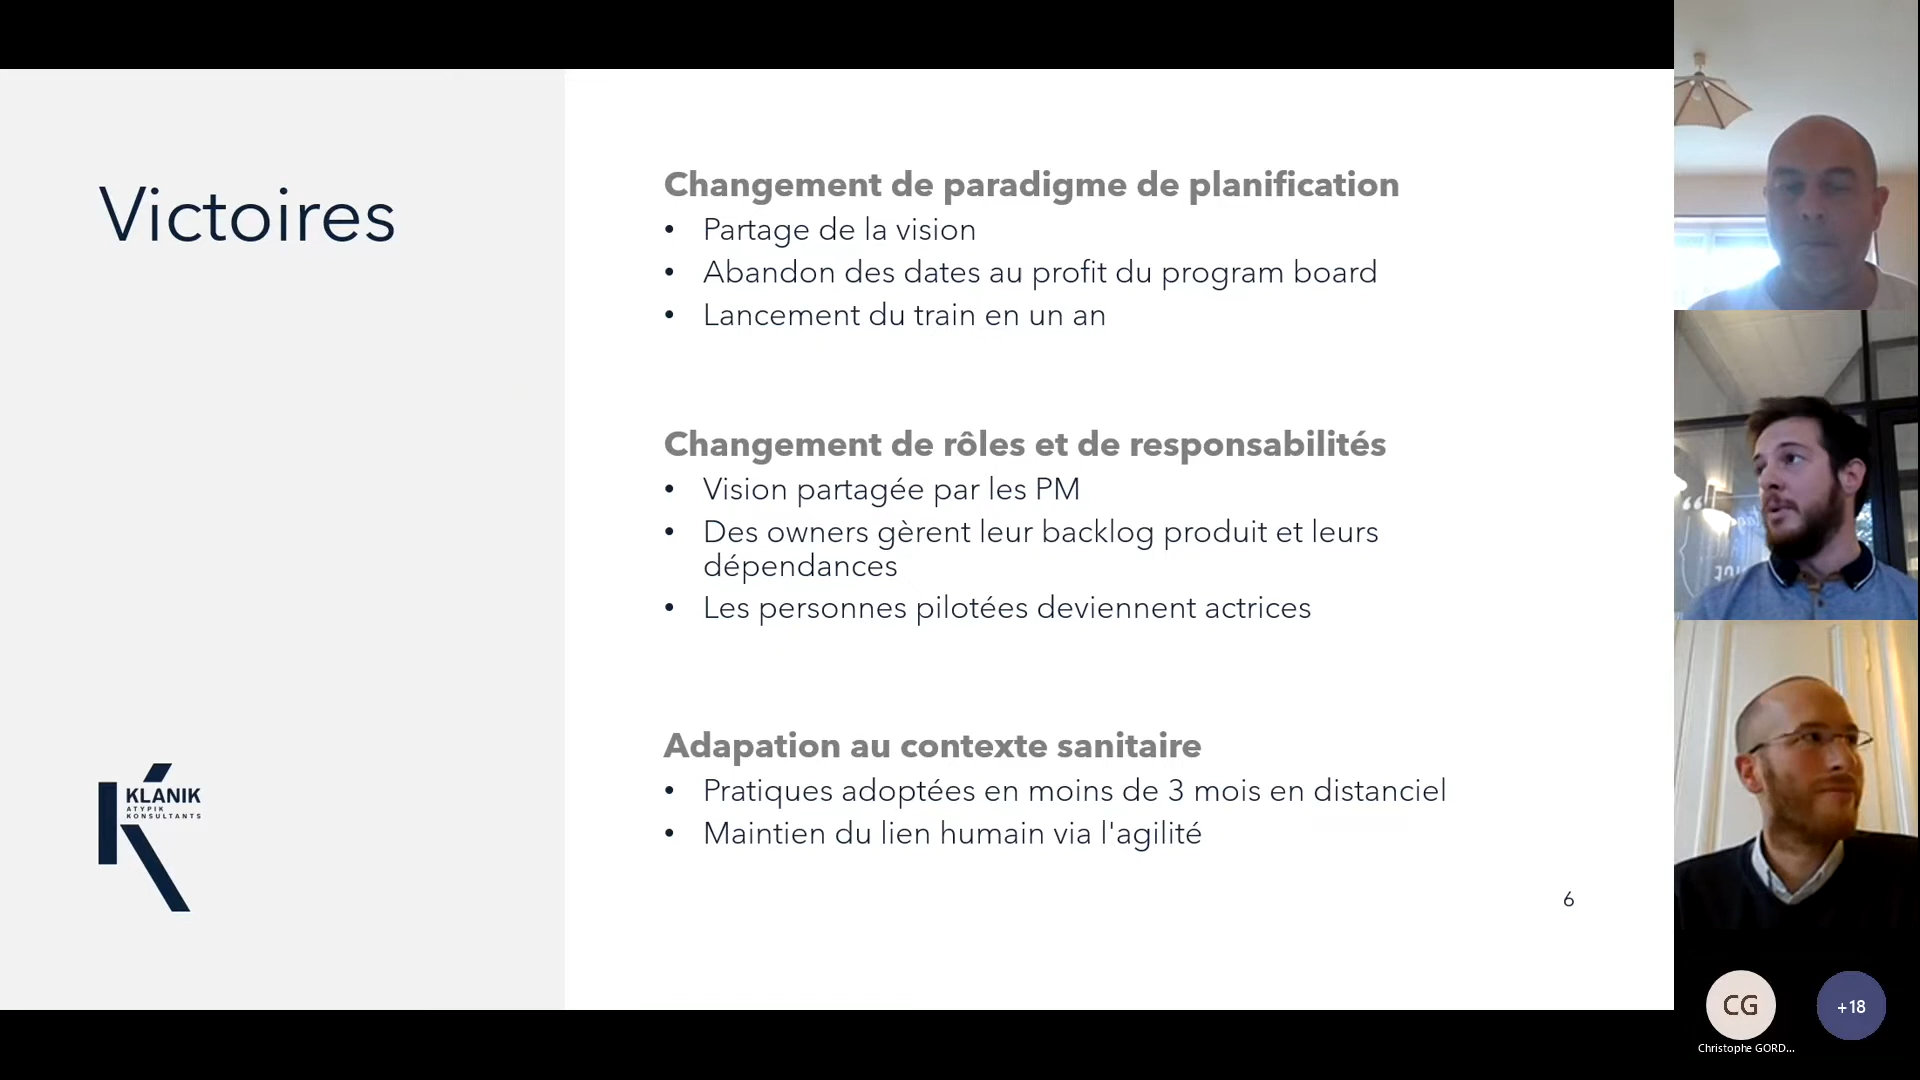 Victoires
Changement de paradigme de planification
• Partage de la vision
• Abandon des dates au profit du program board
• Lancement du train en un an
Changement de rôles et de responsabilités
• Vision partagée par les PM
• Des owners gèrent leur backlog produit et leurs
dépendances
• Les personnes pilotées deviennent actrices
Adapation au contexte sanitaire
• Pratiques adoptées en moins de 3 mois en distanciel
• Maintien du lien humain via l'agilité
6
KLANIK
ATYPIK
KONSULTANTS
CG
+18
Christophe GORD...